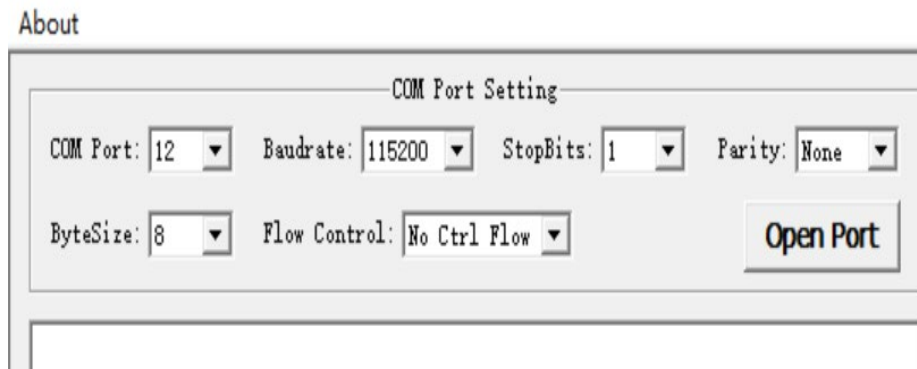 About
COM Port Setting
COM Port: 12 Baudrate: 115200 StopBits: 1 Parity: None
ByteSize: 8 Flow Control: No Ctrl Flow Open Port